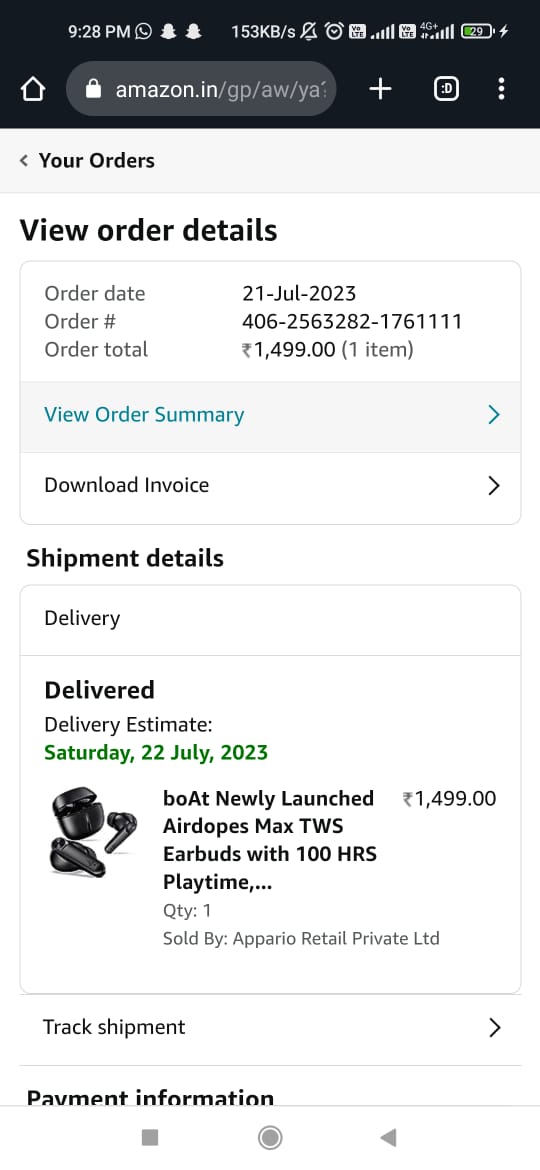 9:28 PM 153KB/s Vo LTE Vo LTE 4G+ 29
amazon.in/gp/aw/ya?
:D
Your Orders
View order details
Order date 21-Jul-2023
Order # 406-2563282-1761111
Order total ₹1,499.00 (1 item)
View Order Summary
Download Invoice
Shipment details
Delivery
Delivered
Delivery Estimate:
Saturday, 22 July, 2023
boAt Newly Launched ₹1,499.00
Airdopes Max TWS
Earbuds with 100 HRS
Playtime,...
Qty: 1
Sold By: Appario Retail Private Ltd
Track shipment
Payment information